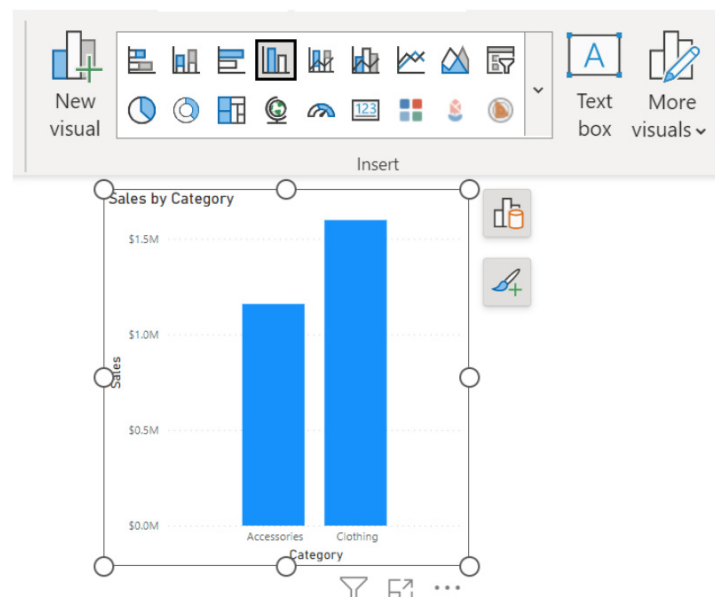 New
visual
123
A
Text
box
More
visuals
Insert
Sales by Category
$1.5M
$1.0M
$0.5M
$0.0M
Sales
Accessories Clothing
Category